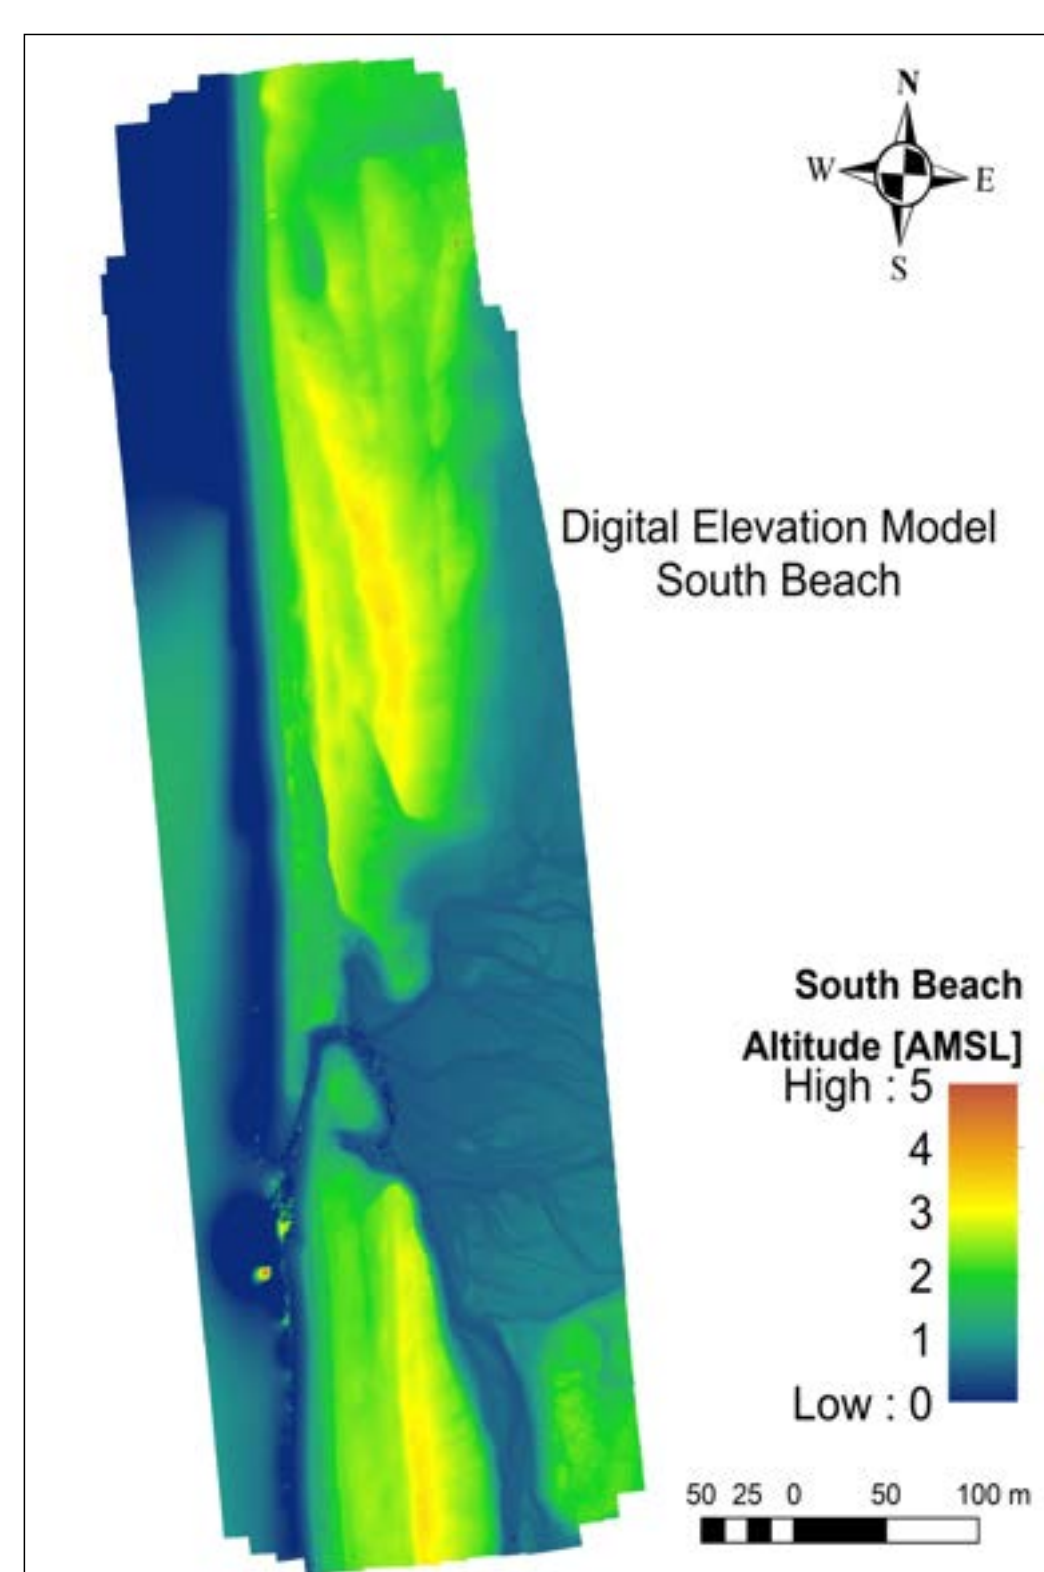 N
W E
S
Digital Elevation Model
South Beach
South Beach
Altitude [AMSL]
High : 5
4
3
2
1
Low : 0
50 25 0 50 100 m